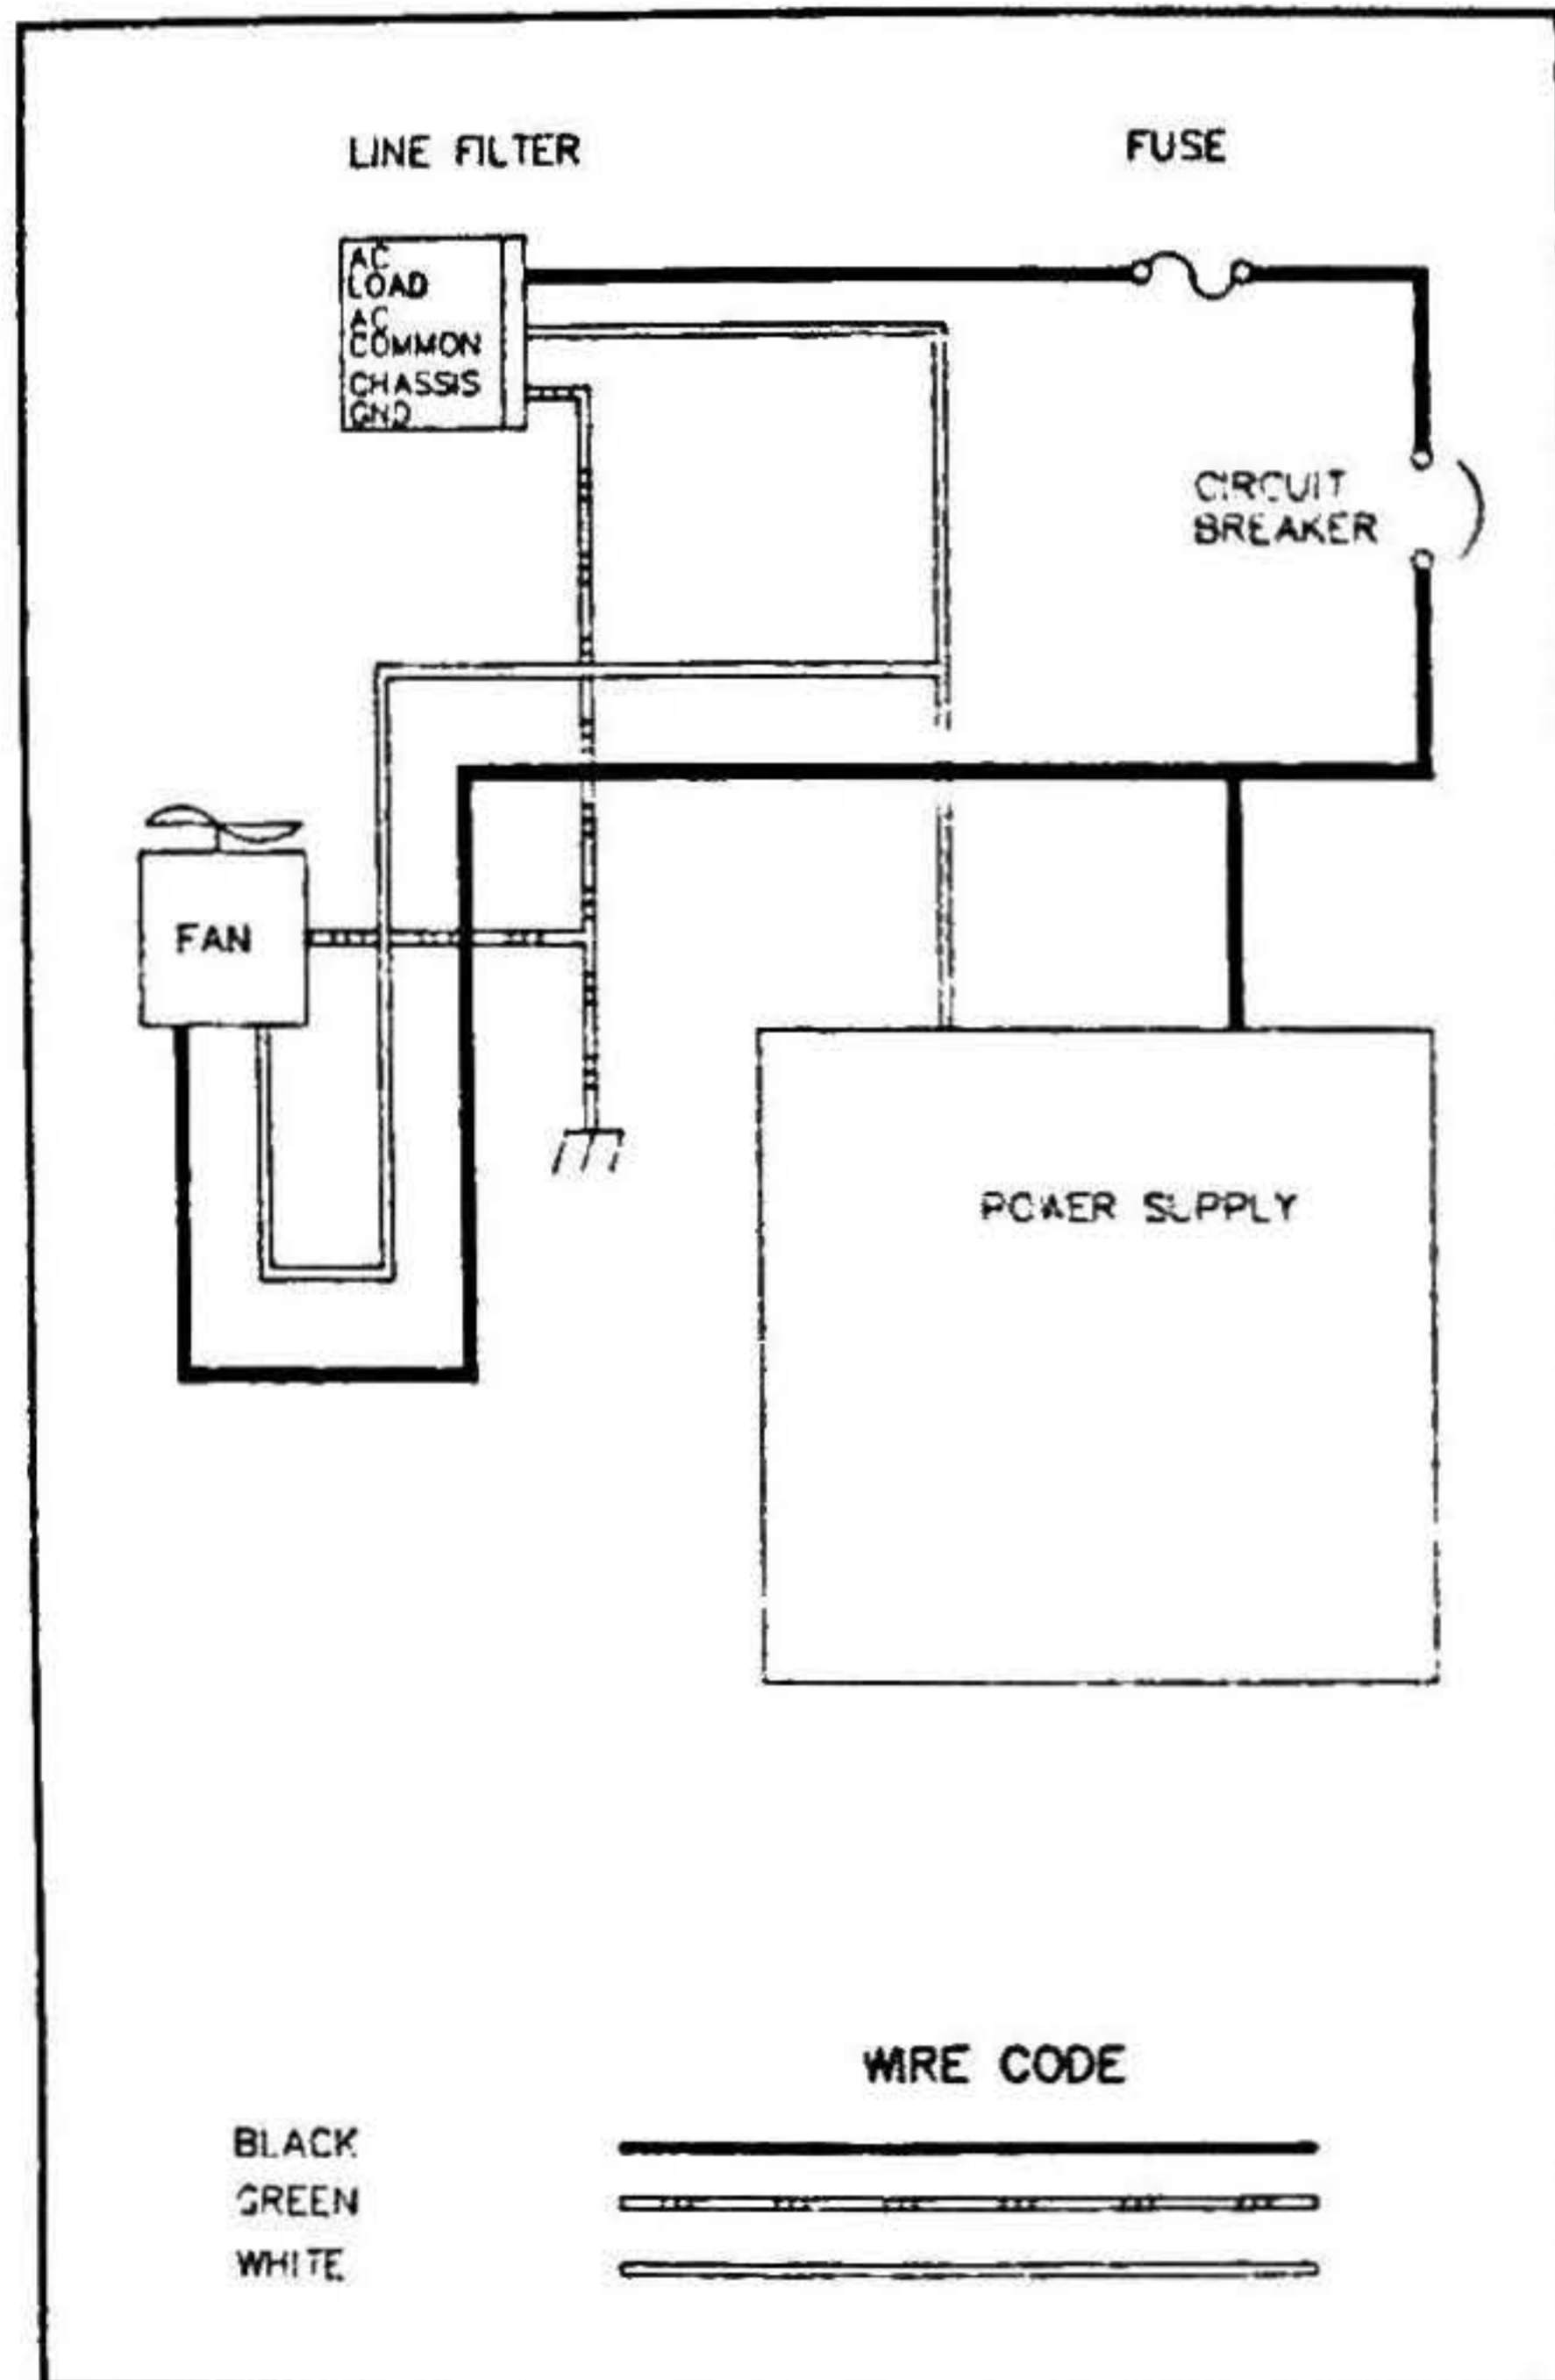 LINE FILTER
FUSE
AC
LOAD
AC
COMMON
CHASSIS
GND
CIRCUIT
BREAKER
FAN
POWER SUPPLY
WIRE CODE
BLACK
GREEN
WHITE